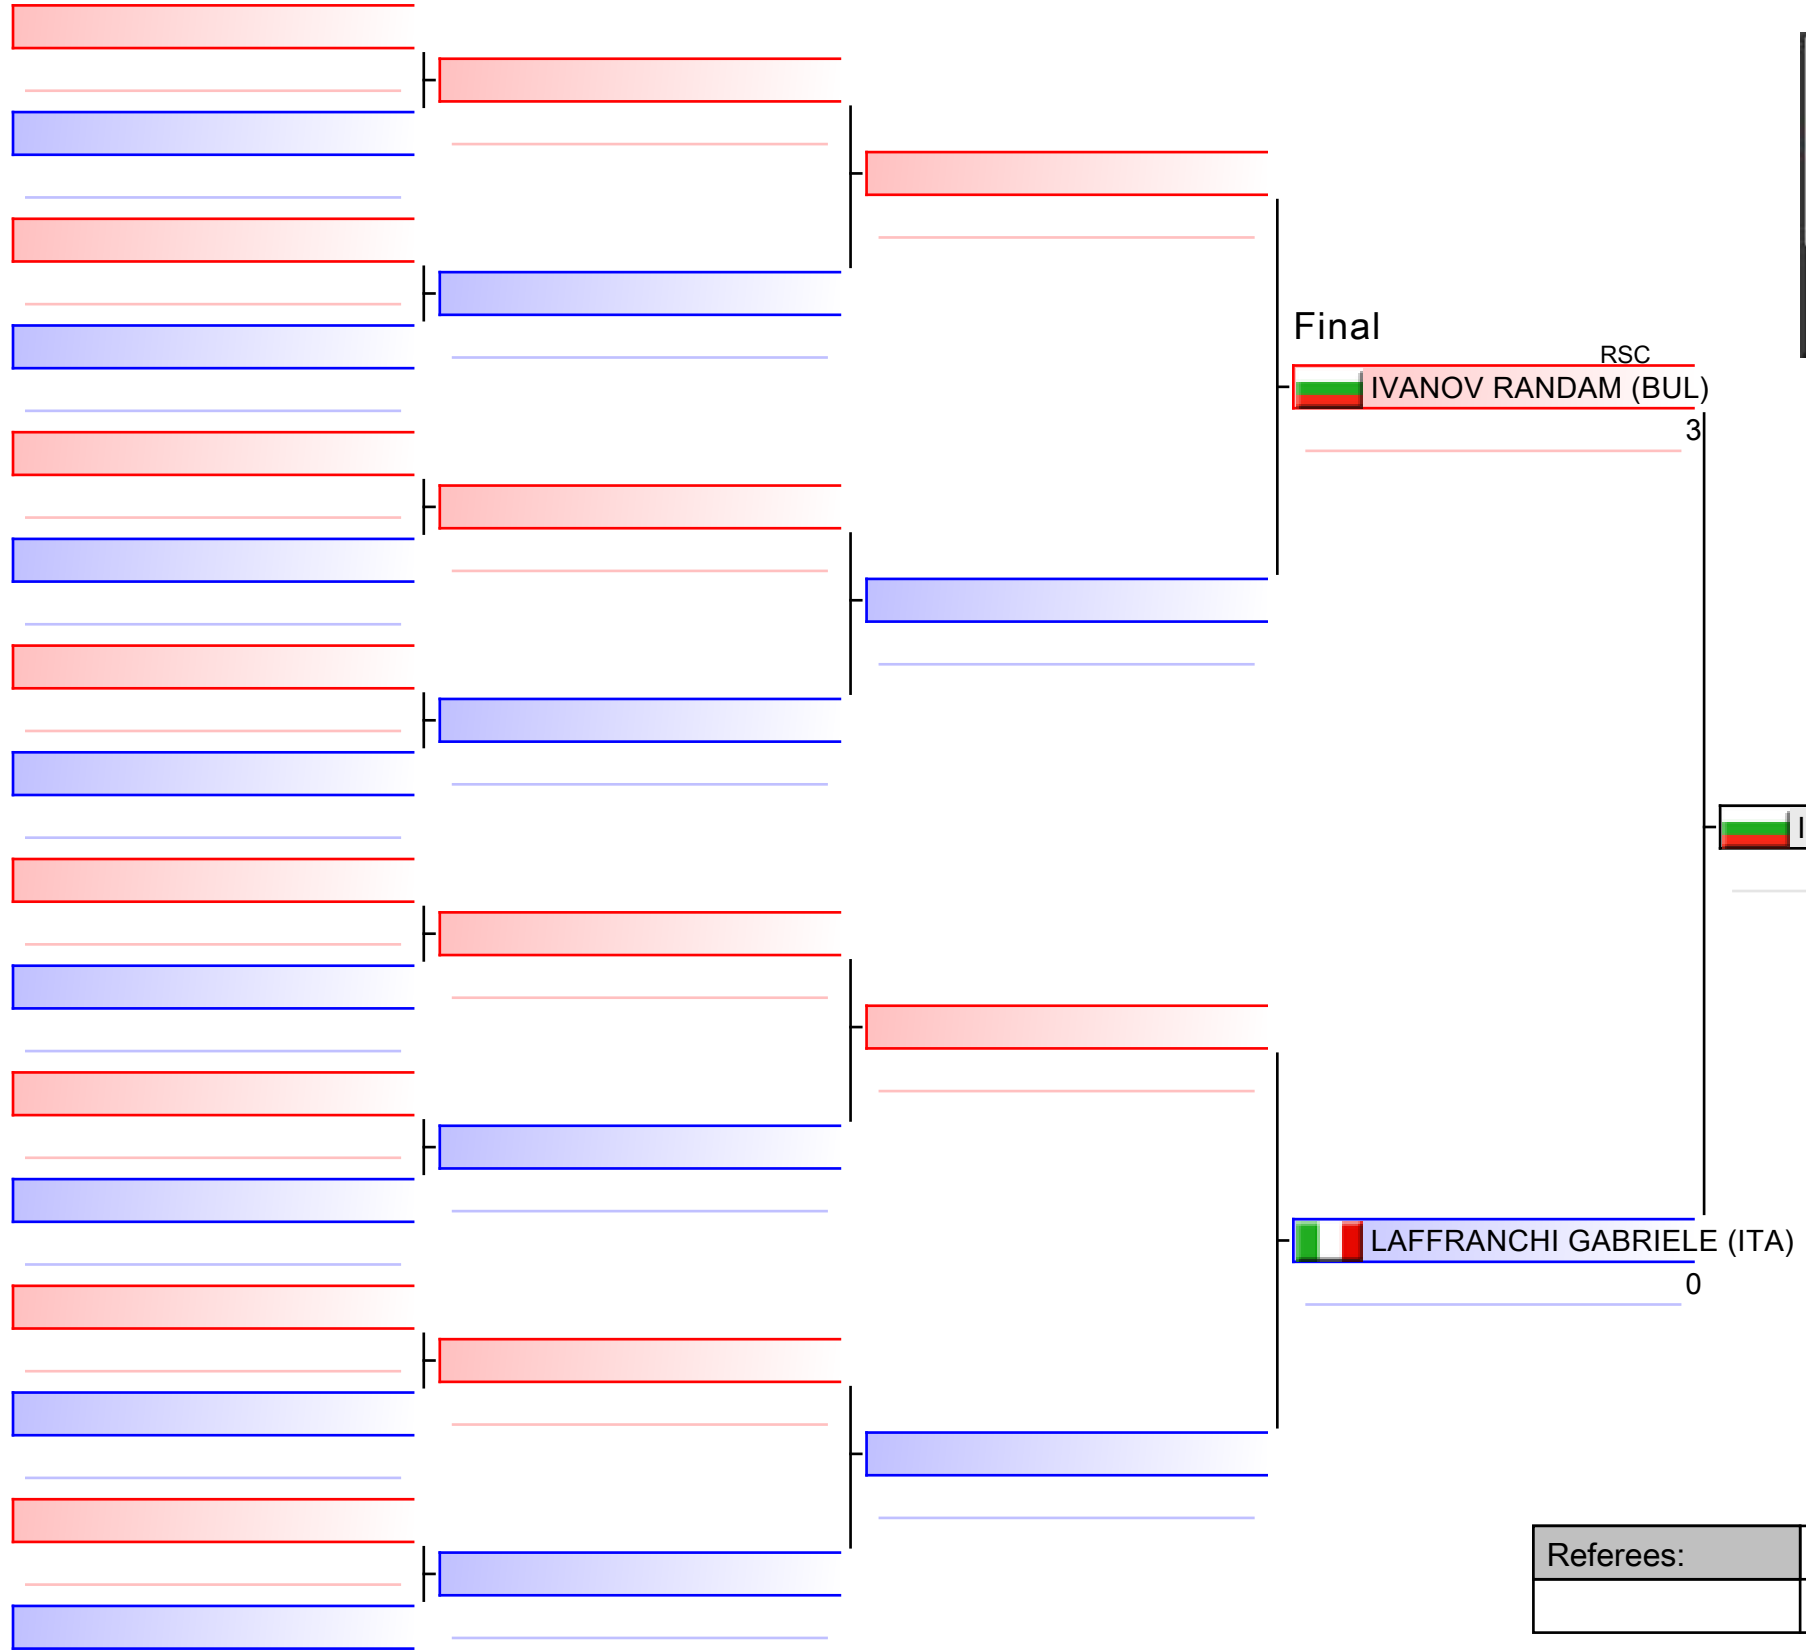 Final
RSC
IVANOV RANDAM (BUL)
3
LAFFRANCHI GABRIELE (ITA)
0
Referees: